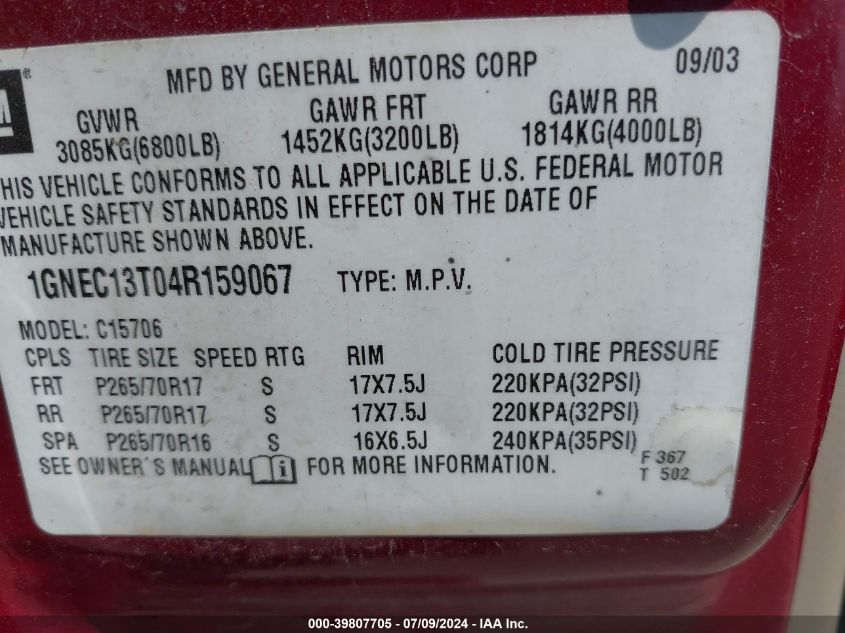 M ®
MFD BY GENERAL MOTORS CORP 09/03
GVWR GAWR FRT GAWR RR
3085KG(6800LB) 1452KG(3200LB) 1814KG(4000LB)
HIS VEHICLE CONFORMS TO ALL APPLICABLE U.S. FEDERAL MOTOR
VEHICLE SAFETY STANDARDS IN EFFECT ON THE DATE OF
MANUFACTURE SHOWN ABOVE.
1GNEC13T04R159067 TYPE: M.P.V.
MODEL: C15706
CPLS TIRE SIZE SPEED RTG RIM COLD TIRE PRESSURE
FRT P265/70R17 S 17X7.5J 220KPA(32PSI)
RR P265/70R17 S 17X7.5J 220KPA(32PSI)
SPA P265/70R16 S 16X6.5J 240KPA(35PSI)
SEE OWNER'S MANUAL i FOR MORE INFORMATION.
F 367
T 502
000-39807705 / 07/09/2024 - IAA Inc.